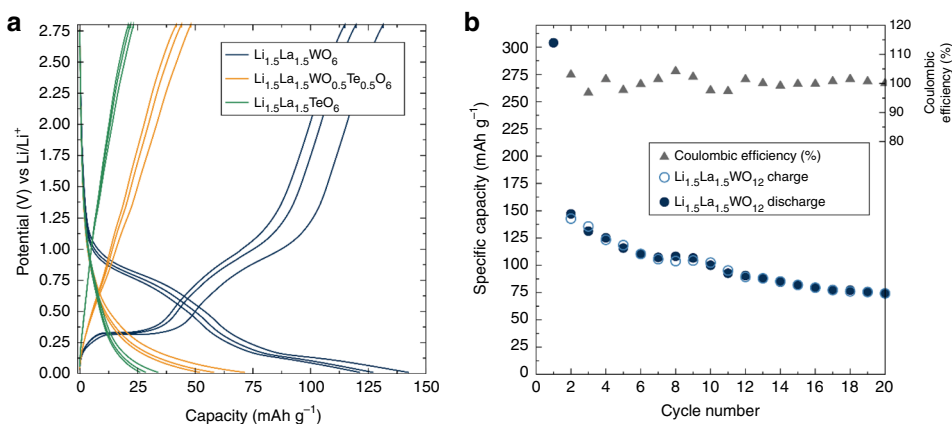 a
2.75
2.50
2.25
2.00
1.75
1.50
1.25
1.00
0.75
0.50
0.25
0.00
Potential (V) vs Li/Li⁺
Li₁.₅La₁.₅WO₆
Li₁.₅La₁.₅WO₀.₅Te₀.₅O₆
Li₁.₅La₁.₅TeO₆
0 25 50 75 100 125 150
Capacity (mAh g⁻¹)
b
300
275
250
225
200
175
150
125
100
75
50
25
0
Specific capacity (mAh g⁻¹)
120
110
100
90
80
Coulombic
efficiency (%)
Coulombic efficiency (%)
Li₁.₅La₁.₅WO₁₂ charge
Li₁.₅La₁.₅WO₁₂ discharge
0 2 4 6 8 10 12 14 16 18 20
Cycle number